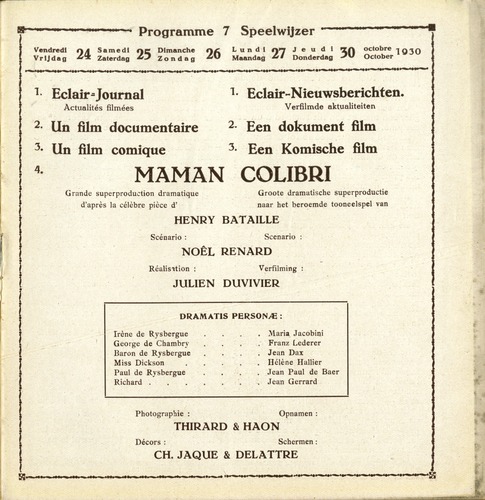 Programme 7 Speelwijzer
Vendredi Vrijdag 24 Samedi Zaterdag 25 Dimanche Zondag 26 Lundi Maandag 27 Jeudi Donderdag 30 octobre October 1930
1. Eclair-Journal 1. Eclair-Nieuwsberichten.
Actualités filmées Verfilmde aktualiteiten
2. Un film documentaire 2. Een dokument film
3. Un film comique 3. Een Komische film
4. MAMAN COLIBRI
Grande superproduction dramatique Groote dramatische superproductie
d'après la célèbre pièce d' naar het beroemde tooncelspel van
HENRY BATAILLE
Scénario : Scenario :
NOËL RENARD
Réalisvtion : Verfilming :
JULIEN DUVIVIER
DRAMATIS PERSONÆ :
Irène de Rysbergue . . . . Maria Jacobini
George de Chambry . . . . Franz Lederer
Baron de Rysbergue . . . . Jean Dax
Miss Dickson . . . . . Hélène Hallier
Paul de Rysbergue . . . . Jean Paul de Baer
Richard . . . . . . . Jean Gerrard
Photographie : Opnamen :
THIRARD & HAON
Décors : Schermen :
CH. JAQUE & DELATTRE